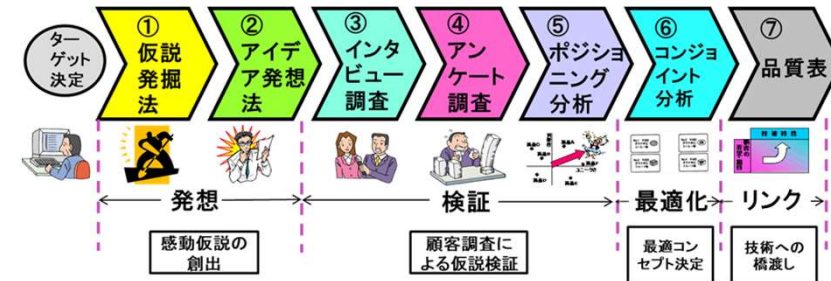 ター
ゲット
決定
①
仮説
発掘
法
②
アイデ
ア発想
法
③
インタ
ビュー
調査
④
アン
ケート
調査
⑤
ポジショ
ニング
分析
⑥
コンジョ
イント
分析
⑦
品質表
技術特性
発想
検証
最適化
リンク
感動仮説の
創出
顧客調査に
よる仮説検証
最適コン
セプト決定
技術への
橋渡し